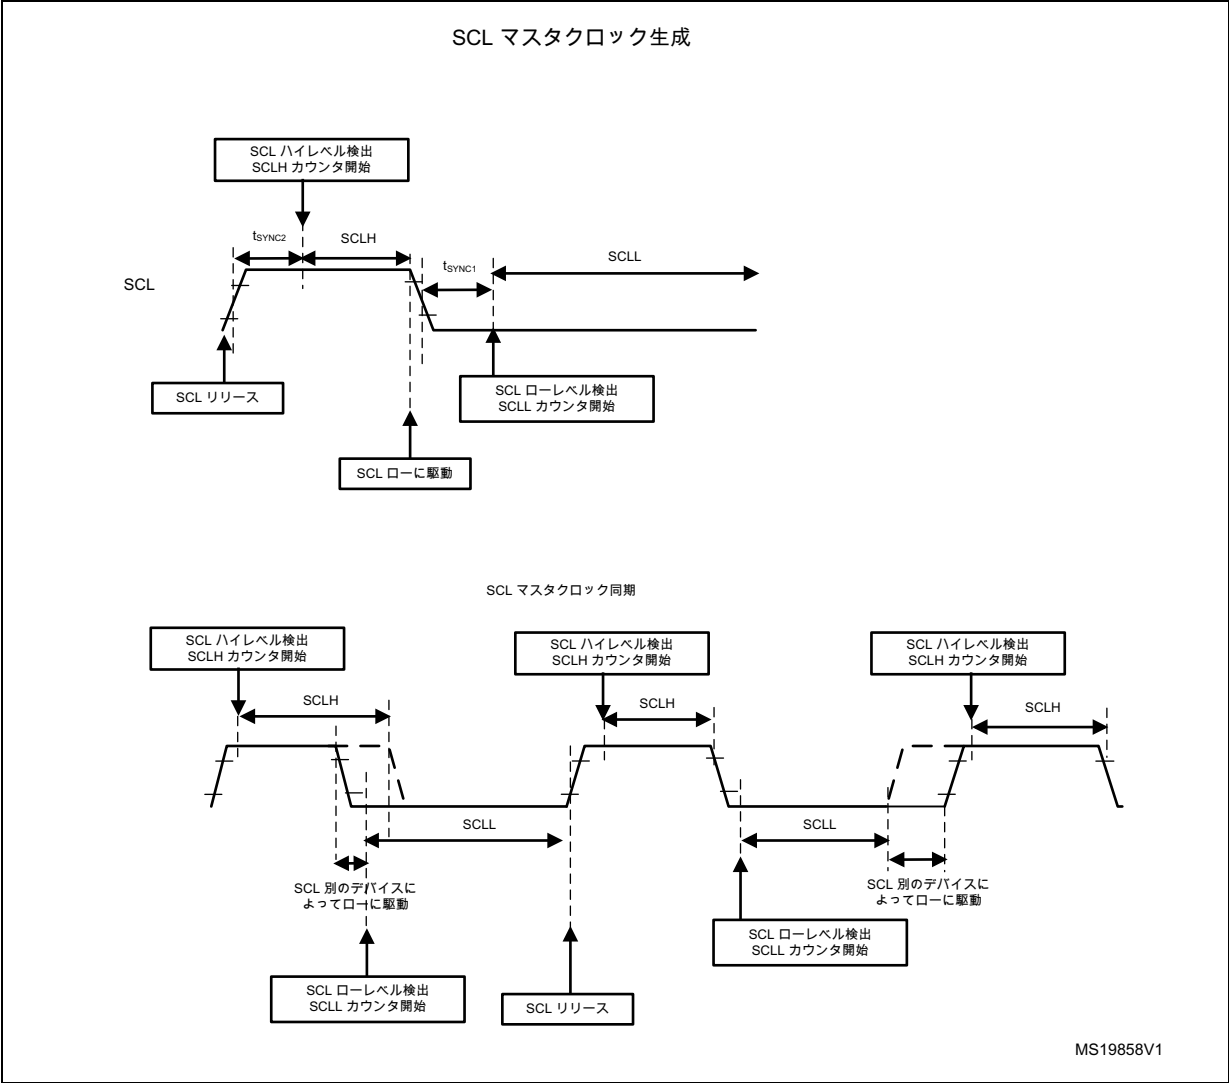 SCL マスタクロック生成
SCL ハイレベル検出
SCLH カウンタ開始
tSYNC2
SCLH
tSYNC1
SCLL
SCL
SCL リリース
SCL ローレベル検出
SCLL カウンタ開始
SCL ローに駆動
SCL マスタクロック同期
SCL ハイレベル検出
SCLH カウンタ開始
SCL ハイレベル検出
SCLH カウンタ開始
SCL ハイレベル検出
SCLH カウンタ開始
SCLH
SCLH
SCLH
SCLL
SCLL
SCL 別のデバイスに
よってローに駆動
SCL 別のデバイスに
よってローに駆動
SCL ローレベル検出
SCLL カウンタ開始
SCL リリース
SCL ローレベル検出
SCLL カウンタ開始
MS19858V1